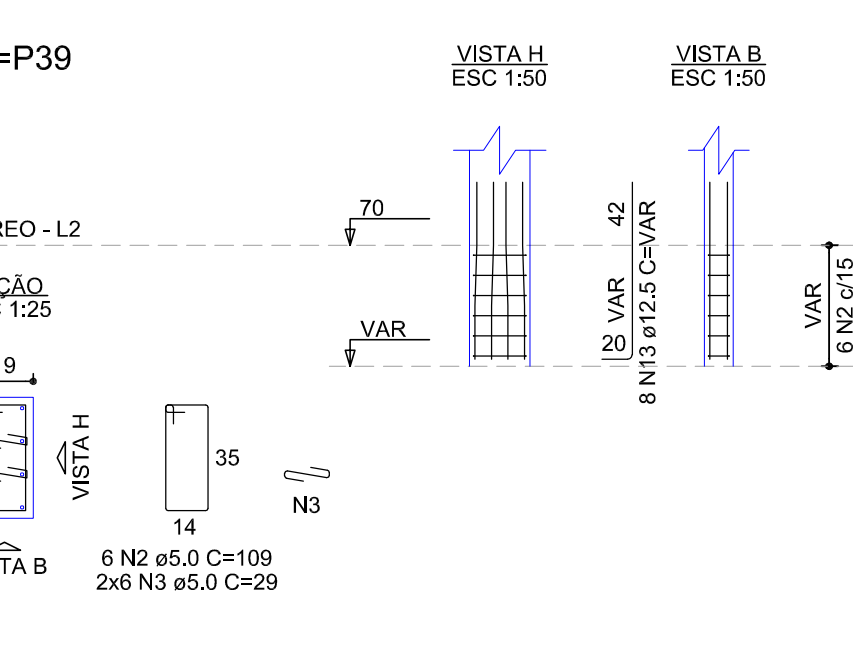 =P39
VISTA H
ESC 1:50
VISTA B
ESC 1:50
70
REO - L2
ÇÃO
1:25
VAR
9
VISTA H
TA B
35
14
N3
6 N2 ø5.0 C=109
2x6 N3 ø5.0 C=29
42
VAR
20
8 N13 ø12.5 C=VAR
VAR
6 N2 c/15